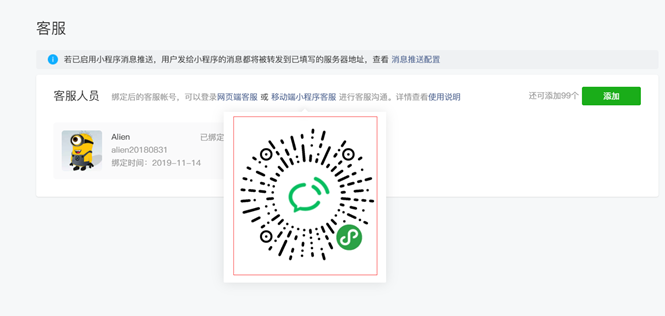 客服
若已启用小程序消息推送，用户发给小程序的消息都将被转发到已填写的服务器地址，查看 消息推送配置
客服人员 绑定后的客服帐号，可以登录网页端客服 或 移动端小程序客服 进行客服沟通。详情查看使用说明 还可添加99个 添加
Alien 已绑定
alien20180831
绑定时间：2019-11-14